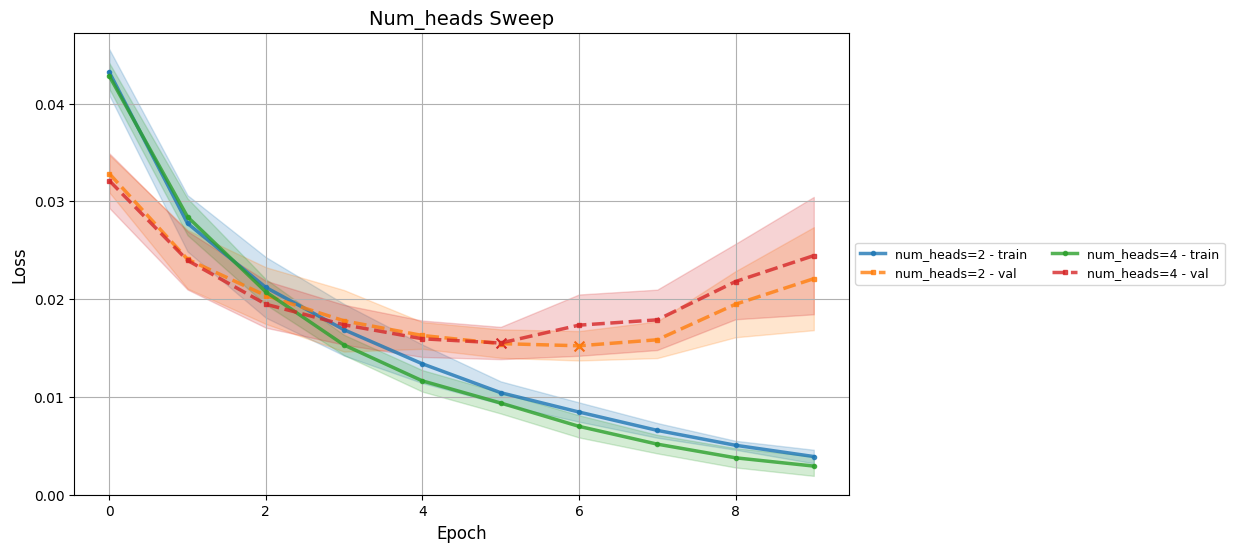 Num_heads Sweep
Loss
0.04
0.03
0.02
0.01
0.00
0 2 4 6 8
Epoch
num_heads=2 - train num_heads=4 - train
num_heads=2 - val num_heads=4 - val